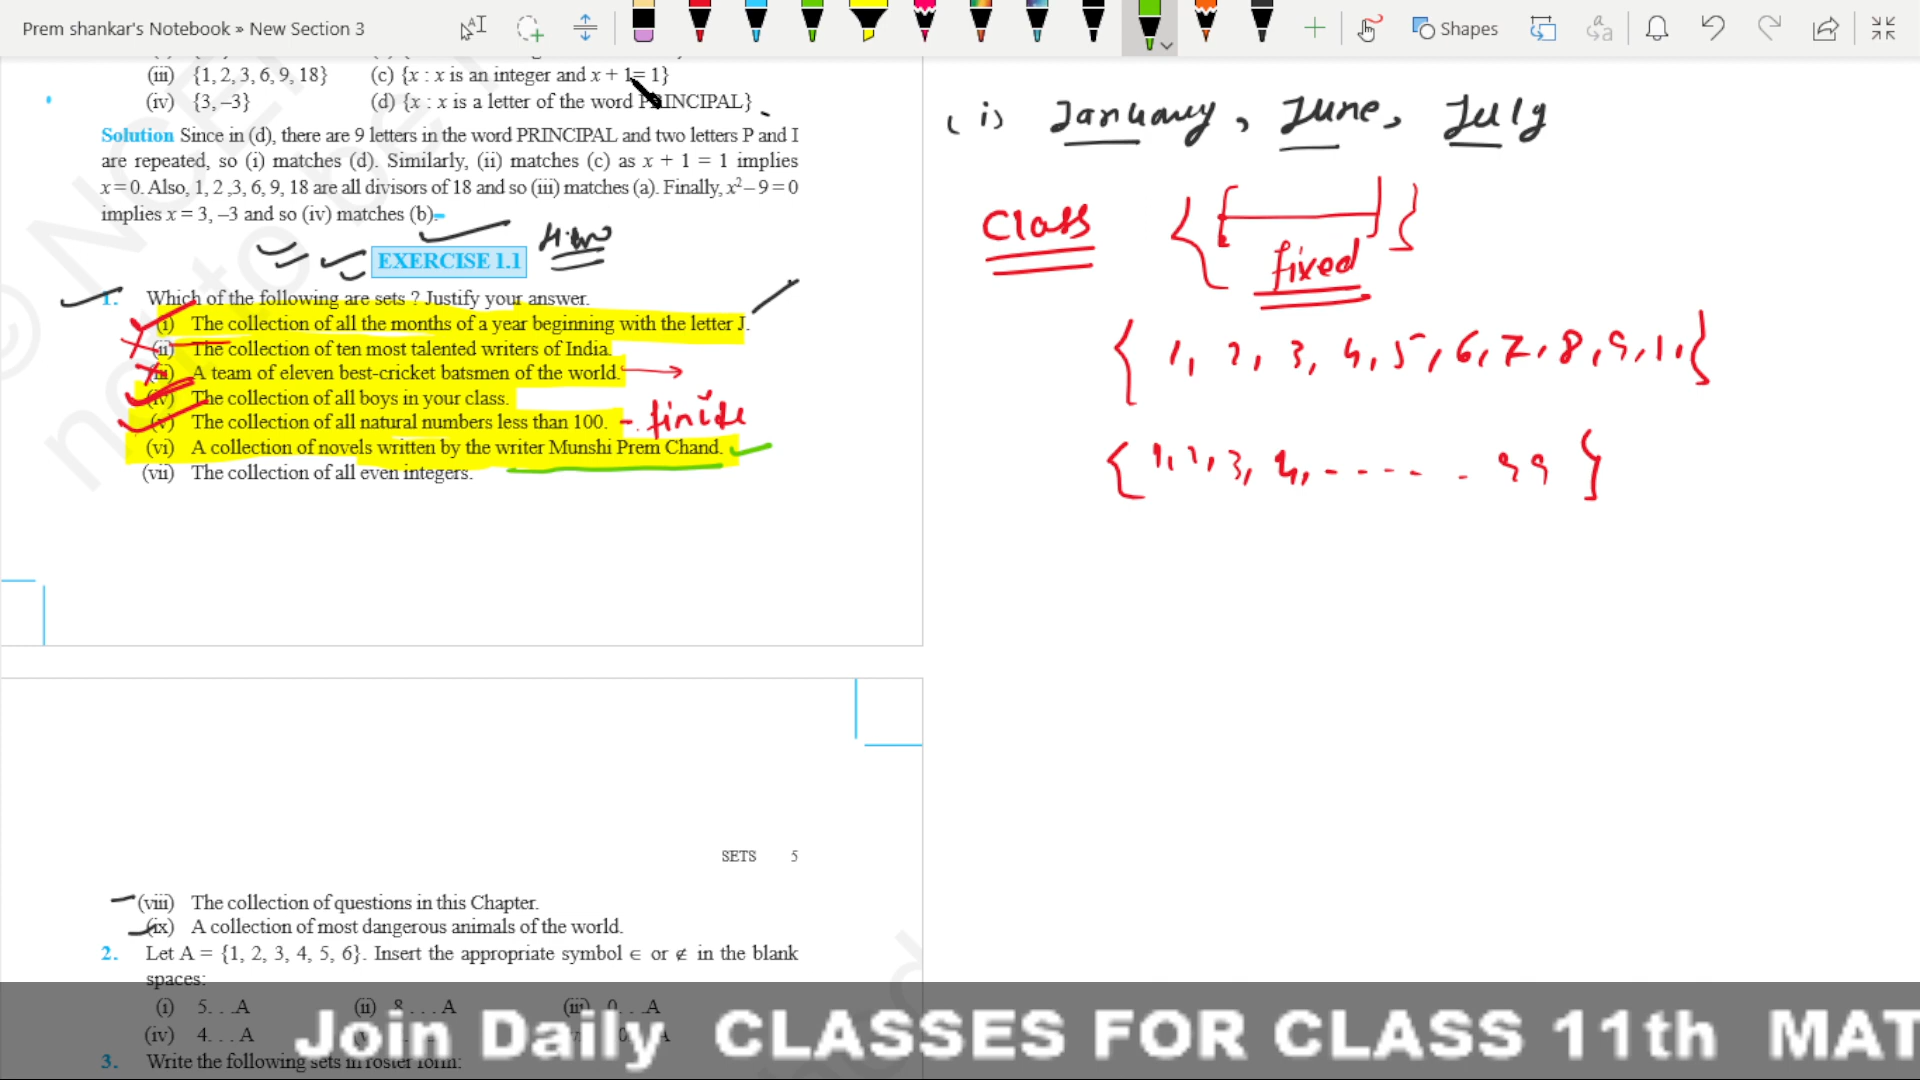 Prem shankar's Notebook » New Section 3
Shapes
(iii) {1, 2, 3, 6, 9, 18} (c) {x : x is an integer and x + 1= 1}
(iv) {3, –3} (d) {x : x is a letter of the word PRINCIPAL}
Solution Since in (d), there are 9 letters in the word PRINCIPAL and two letters P and I
are repeated, so (i) matches (d). Similarly, (ii) matches (c) as x + 1 = 1 implies
x = 0. Also, 1, 2 ,3, 6, 9, 18 are all divisors of 18 and so (iii) matches (a). Finally, x²– 9 = 0
implies x = 3, –3 and so (iv) matches (b).
EXERCISE 1.1
1. Which of the following are sets ? Justify your answer.
(i) The collection of all the months of a year beginning with the letter J.
(ii) The collection of ten most talented writers of India.
(iii) A team of eleven best-cricket batsmen of the world.
(iv) The collection of all boys in your class.
(v) The collection of all natural numbers less than 100. - finite
(vi) A collection of novels written by the writer Munshi Prem Chand.
(vii) The collection of all even integers.
SETS 5
(viii) The collection of questions in this Chapter.
(ix) A collection of most dangerous animals of the world.
2. Let A = {1, 2, 3, 4, 5, 6}. Insert the appropriate symbol ∈ or ∉ in the blank
spaces:
(i) 5. . .A (ii) 8 . . . A (iii) 0. . .A
(iv) 4. . . A
3. Write the following sets in roster form:
(i) January, June, July
Class
fixed
{ 1, 2, 3, 4, 5, 6, 7, 8, 9, 1, }
{ 1, 2, 3, 4, - - - - - 99 }
Join Daily CLASSES FOR CLASS 11th MAT